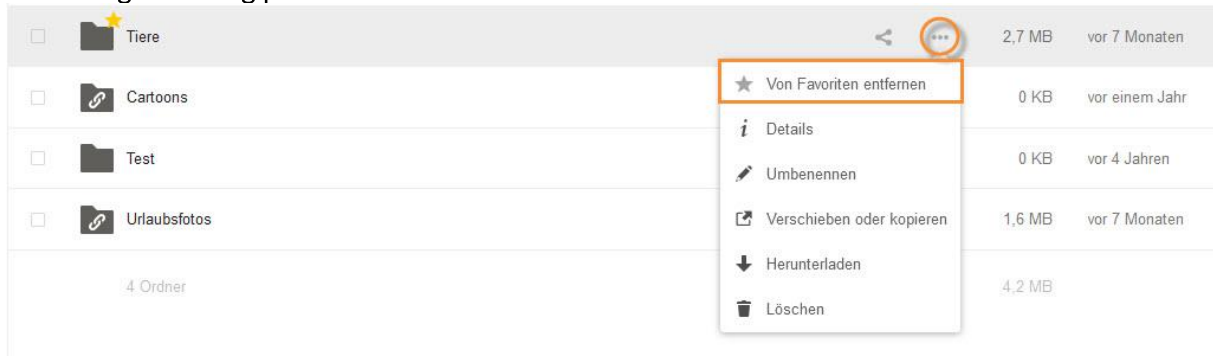 Tiere 2,7 MB vor 7 Monaten
Von Favoriten entfernen
Cartoons 0 KB vor einem Jahr
Details
Test 0 KB vor 4 Jahren
Umbenennen
Urlaubsfotos 1,6 MB vor 7 Monaten
Verschieben oder kopieren
Herunterladen
4 Ordner 4,2 MB
Löschen